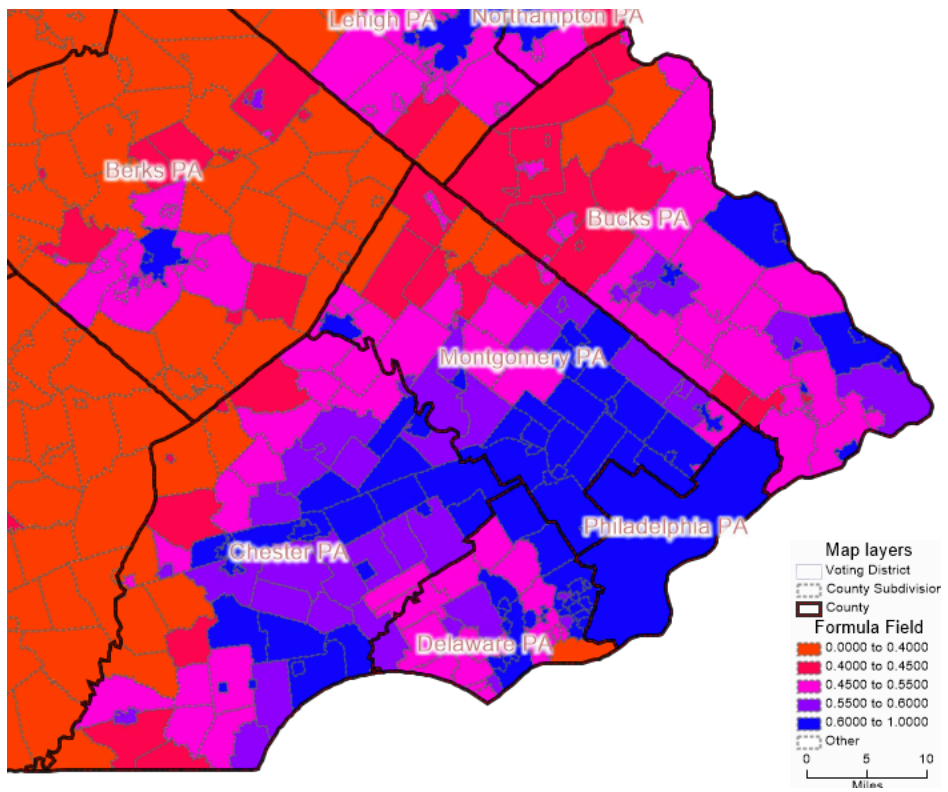 Lehigh PA
Northampton PA
Berks PA
Bucks PA
Montgomery PA
Philadelphia PA
Chester PA
Delaware PA
Map layers
Voting District
County Subdivision
County
Formula Field
0.0000 to 0.4000
0.4000 to 0.4500
0.4500 to 0.5500
0.5500 to 0.6000
0.6000 to 1.0000
Other
0 5 10
Miles